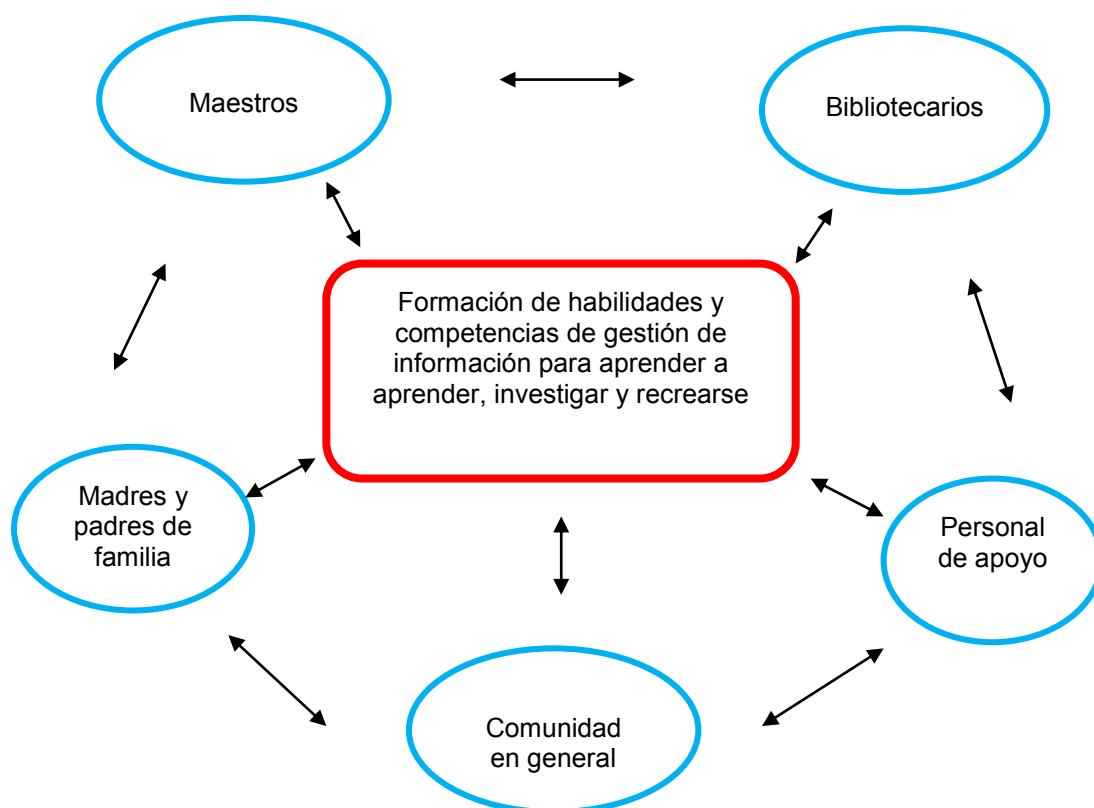 Maestros
Bibliotecarios
Formación de habilidades y
competencias de gestión de
información para aprender a
aprender, investigar y recrearse
Madres y
padres de
familia
Personal
de apoyo
Comunidad
en general